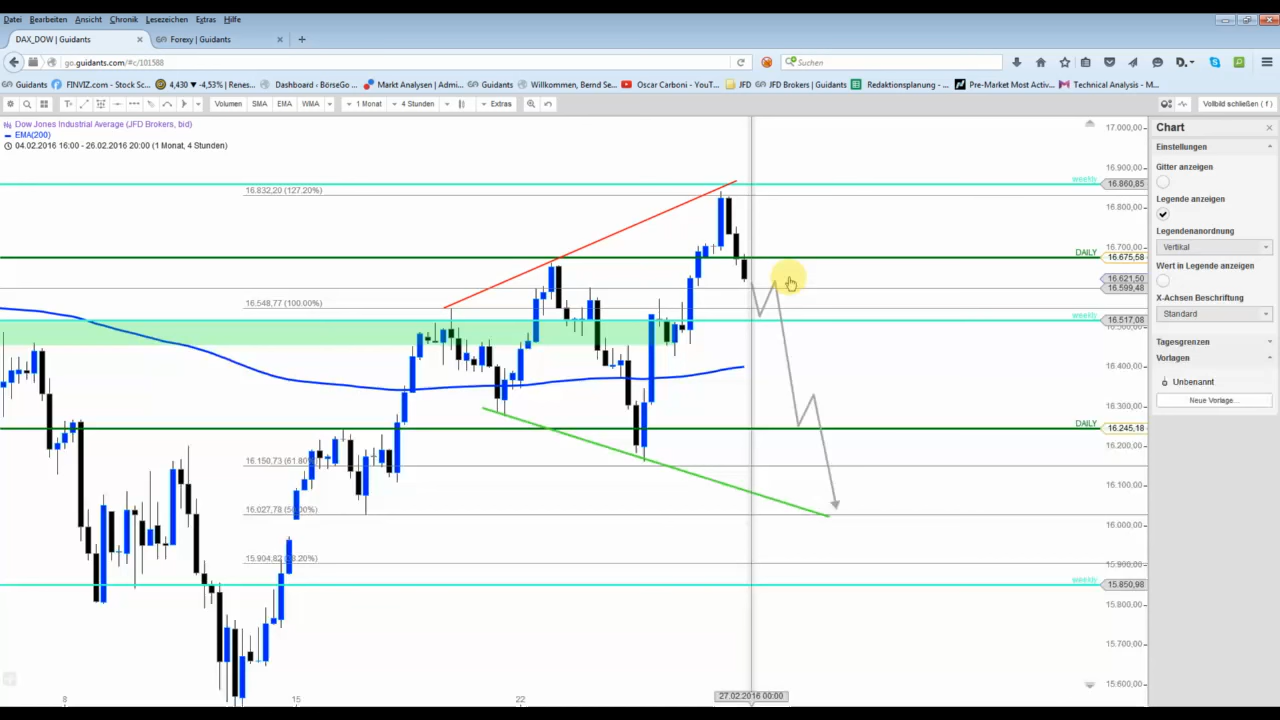 Datei Bearbeiten Ansicht Chronik Lesezeichen Extras Hilfe
DAX_DOW | Guidants Forexy | Guidants
go.guidants.com/#c/101588 Suchen
Guidants FINVIZ.com - Stock Sc... 4,430 ▾ -4,53% | Renes... Dashboard ‹ BörseGo... Markt Analysen | Admi... Guidants Willkommen, Bernd Se... Oscar Carboni - YouT... JFD JFD Brokers | Guidants Redaktionsplanung - ... Pre-Market Most Activ... Technical Analysis - M...
Volumen SMA EMA WMA 1 Monat 4 Stunden Extras Vollbild schließen ( f )
Dow Jones Industrial Average (JFD Brokers, bid)
EMA(200)
04.02.2016 16:00 - 26.02.2016 20:00 (1 Monat, 4 Stunden)
17.000,00
16.900,00
weekly 16.860,85
16.832,20 (127.20%)
16.800,00
16.700,00
DAILY 16.675,58
16.621,50
16.599,48
16.548,77 (100.00%)
weekly 16.517,08
16.400,00
16.300,00
DAILY 16.245,18
16.200,00
16.150,73 (61.80%)
16.100,00
16.027,78 (50.00%)
16.000,00
15.904,82 (38.20%)
15.900,00
weekly 15.850,98
15.800,00
15.700,00
15.600,00
8 15 22 27.02.2016 00:00
Chart
Einstellungen
Gitter anzeigen
Legende anzeigen
Legendenanordnung
Vertikal
Wert in Legende anzeigen
X-Achsen Beschriftung
Standard
Tagesgrenzen
Vorlagen
Unbenannt
Neue Vorlage...